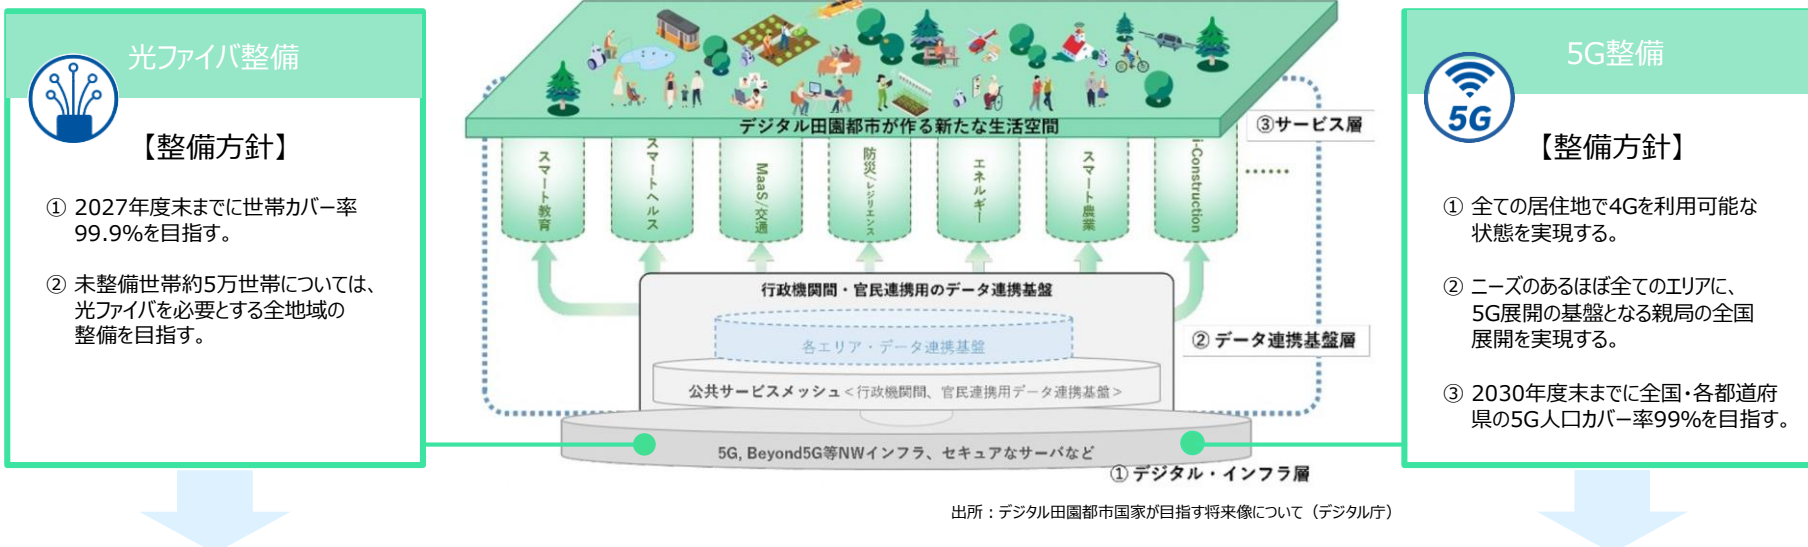 光ファイバ整備
【整備方針】
① 2027年度末までに世帯カバー率
99.9%を目指す。
② 未整備世帯約5万世帯については、
光ファイバを必要とする全地域の
整備を目指す。
デジタル田園都市が作る新たな生活空間
③サービス層
スマート教育
スマートヘルス
MaaS/交通
防災/レジリエンス
エネルギー
スマート農業
i-Construction
……
行政機関間・官民連携用のデータ連携基盤
各エリア・データ連携基盤
② データ連携基盤層
公共サービスメッシュ<行政機関間、官民連携用データ連携基盤>
5G, Beyond5G等NWインフラ、セキュアなサーバなど
① デジタル・インフラ層
出所：デジタル田園都市国家が目指す将来像について（デジタル庁）
5G整備
5G
【整備方針】
① 全ての居住地で4Gを利用可能な
状態を実現する。
② ニーズのあるほぼ全てのエリアに、
5G展開の基盤となる親局の全国
展開を実現する。
③ 2030年度末までに全国・各都道府
県の5G人口カバー率99%を目指す。